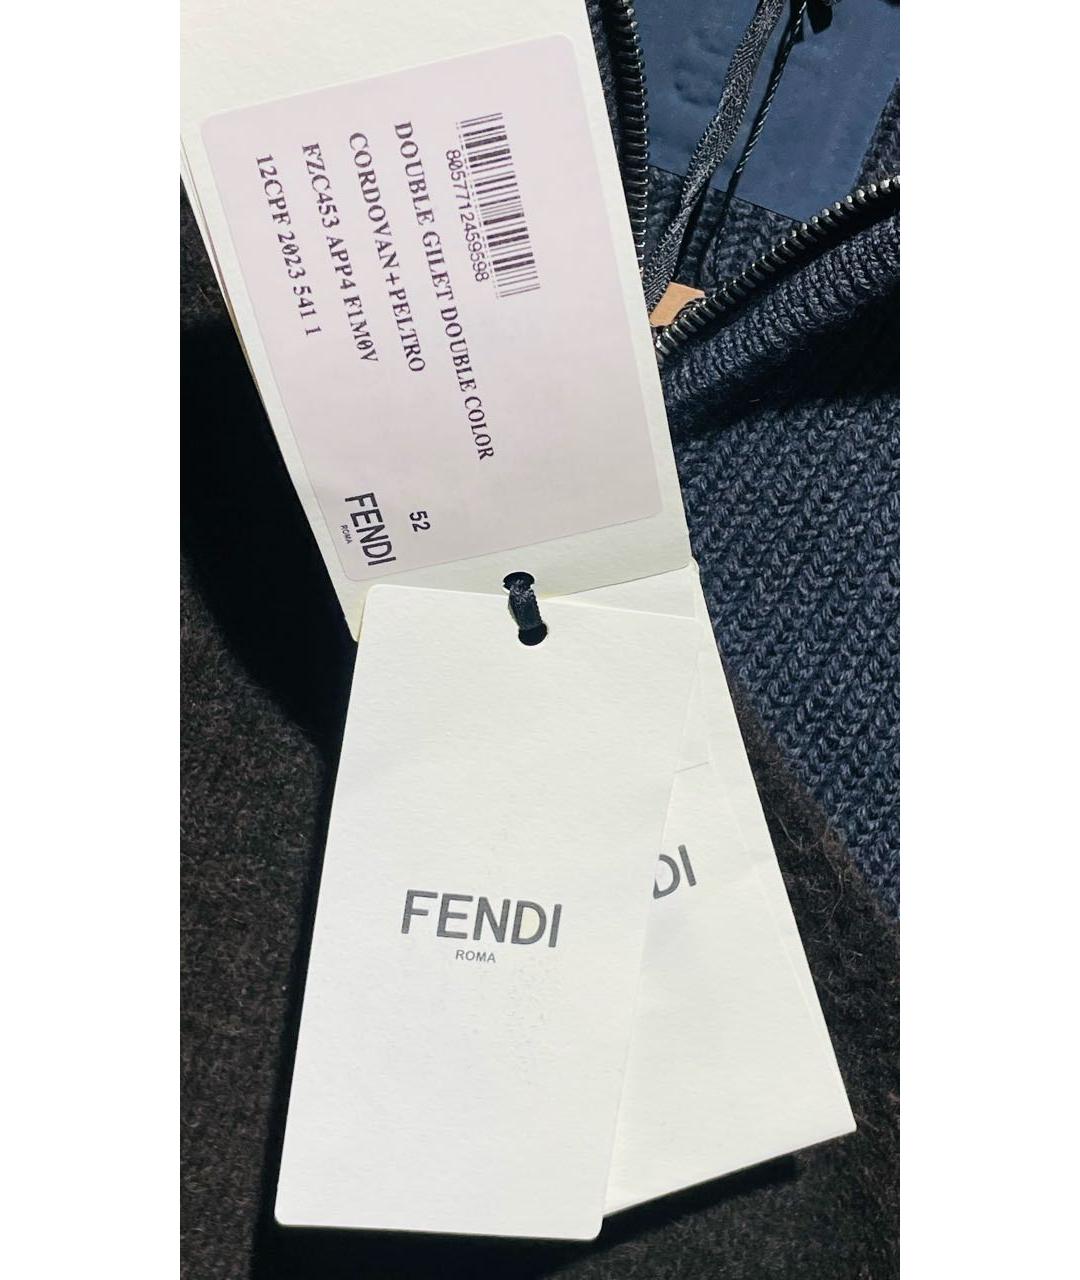 8057712459598
DOUBLE GILET DOUBLE COLOR
CORDOVAN+PELTRO
FZC453 APP4 F1M0V
12CPF 2023 541 1
52
FENDI
ROMA
FENDI
ROMA
DI